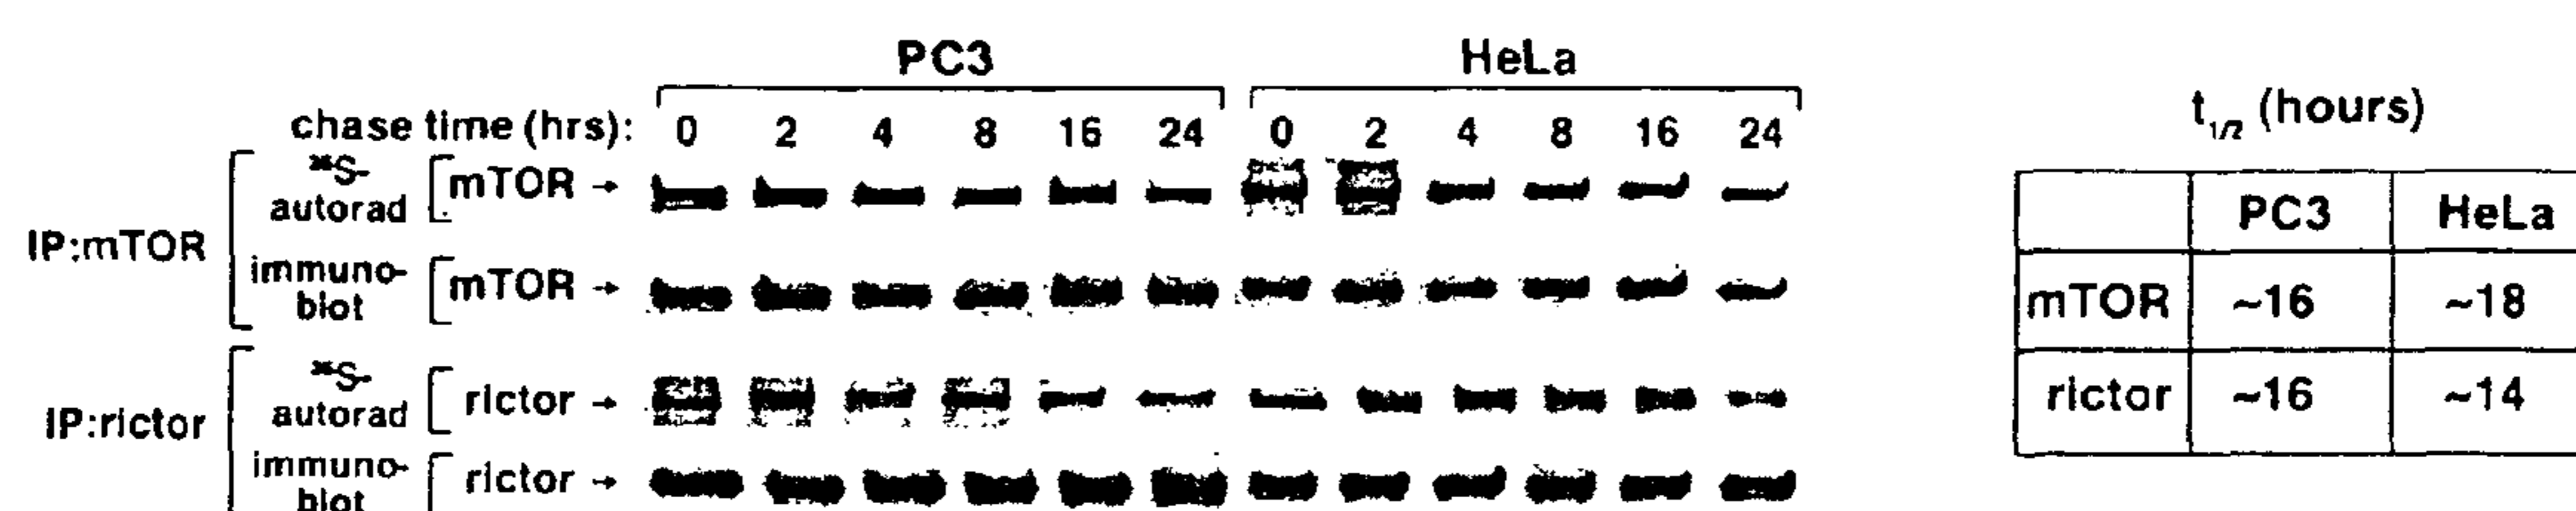 PC3 HeLa
chase time (hrs): 0 2 4 8 16 24 0 2 4 8 16 24
IP:mTOR
35S-
autorad
mTOR →
immuno-
blot
mTOR →
IP:rictor
35S-
autorad
rictor →
immuno-
blot
rictor →
t1/2 (hours)
PC3 HeLa
mTOR ~16 ~18
rictor ~16 ~14